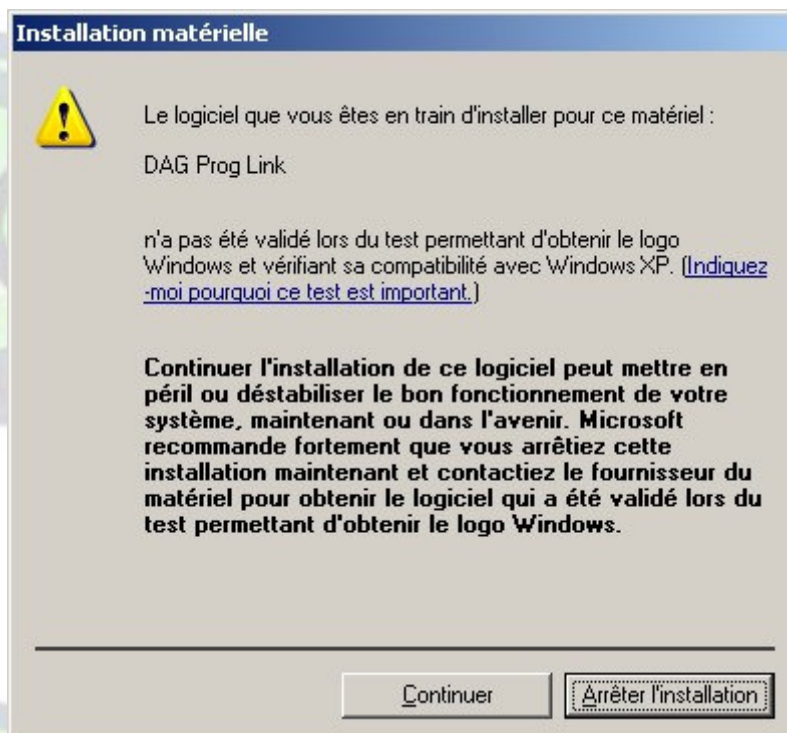 Installation matérielle
Le logiciel que vous êtes en train d'installer pour ce matériel :
DAG Prog Link
n'a pas été validé lors du test permettant d'obtenir le logo
Windows et vérifiant sa compatibilité avec Windows XP. (Indiquez
-moi pourquoi ce test est important.)
Continuer l'installation de ce logiciel peut mettre en
péril ou déstabiliser le bon fonctionnement de votre
système, maintenant ou dans l'avenir. Microsoft
recommande fortement que vous arrêtiez cette
installation maintenant et contactiez le fournisseur du
matériel pour obtenir le logiciel qui a été validé lors du
test permettant d'obtenir le logo Windows.
Continuer
Arrêter l'installation